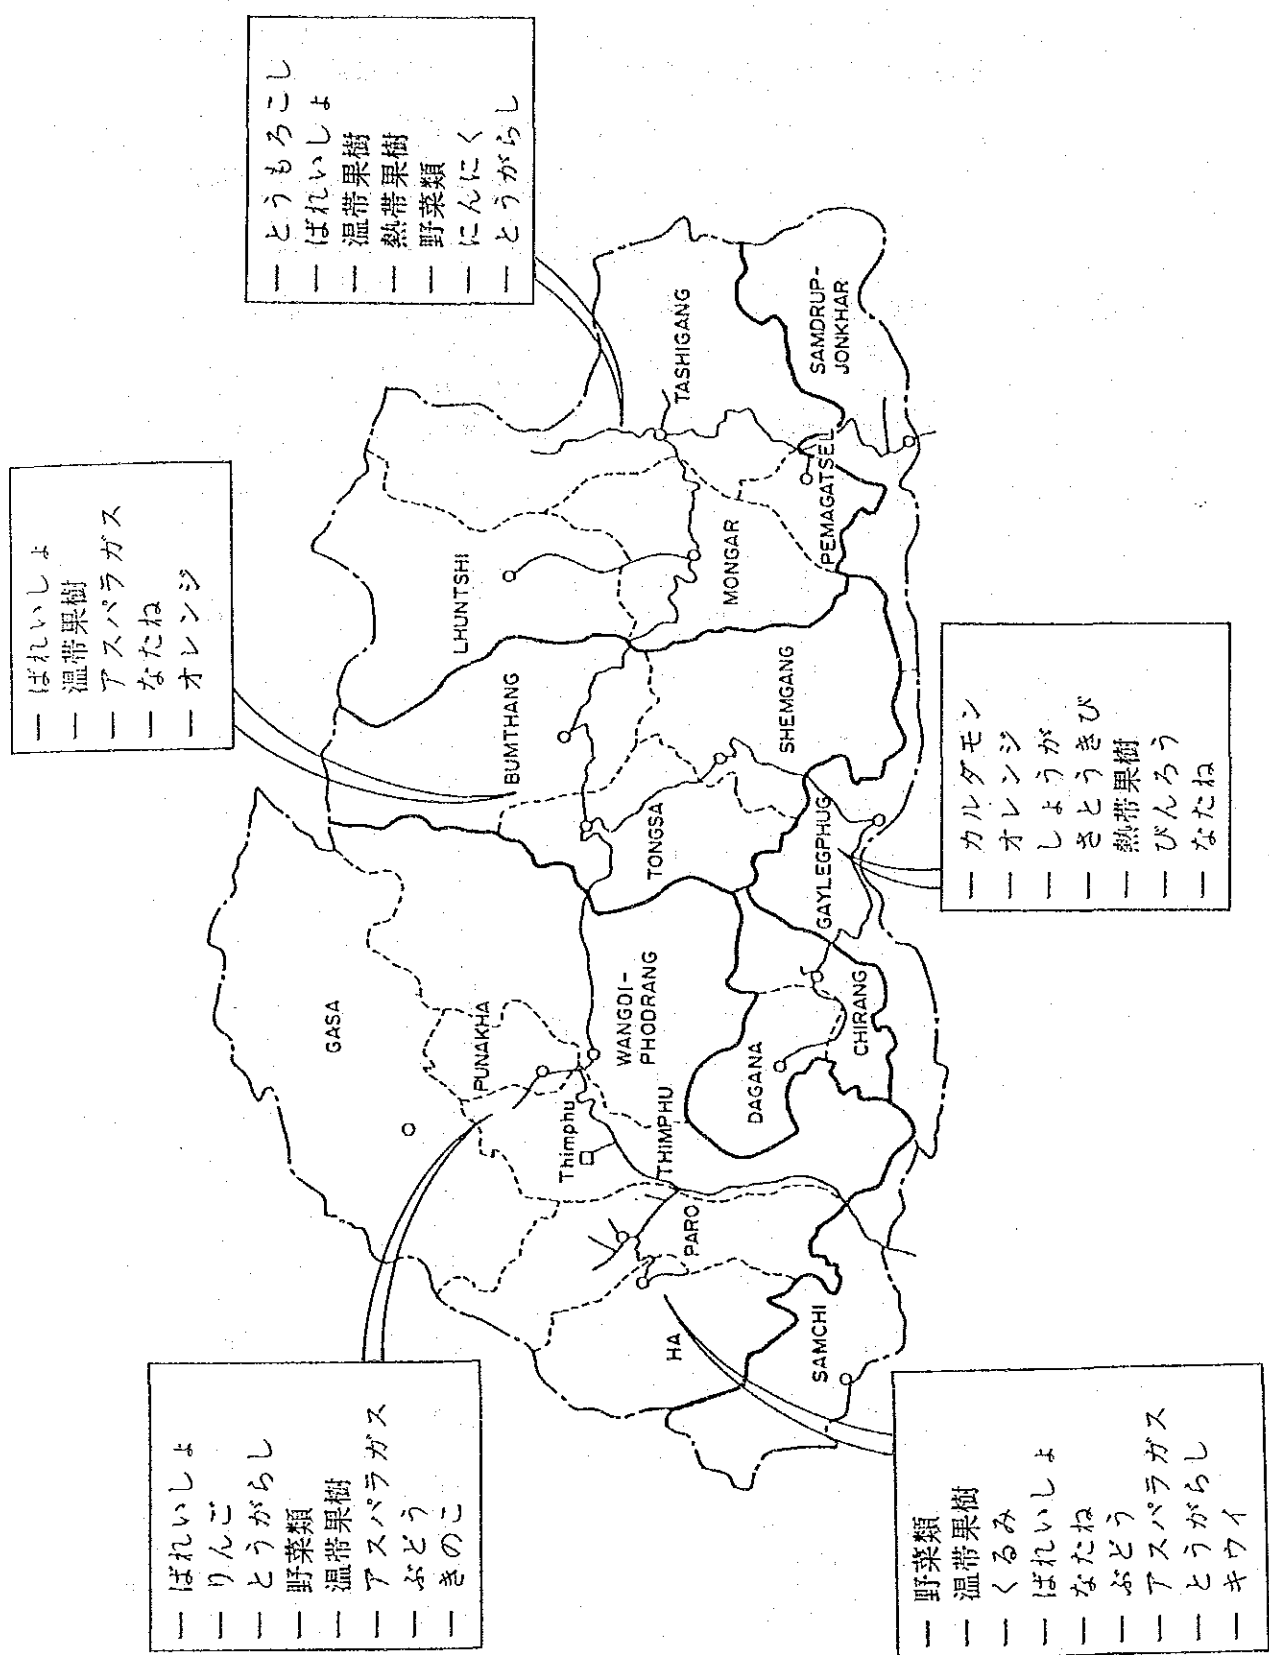 — ばれいしょ
— りんご
— とうがらし
— 野菜類
— 温帯果樹
— アスパラガス
— ぶどう
— きのこ
— ばれいしょ
— 温帯果樹
— アスパラガス
— なたね
— オレンジ
— とうもろこし
— ばれいしょ
— 温帯果樹
— 熱帯果樹
— 野菜類
— にんにく
— とうがらし
GASA
PUNAKHA
Thimphu
THIMPHU
WANGDI-
PHODRANG
PARO
HA
SAMCHI
DAGANA
CHIRANG
GAYLEGPHUG
TONGSA
BUMTHANG
SHEMGANG
LHUNTSHI
MONGAR
PEMAGATSEL
TASHIGANG
SAMDRUP-
JONKHAR
— 野菜類
— 温帯果樹
— くるみ
— ばれいしょ
— なたね
— ぶどう
— アスパラガス
— とうがらし
— キウイ
— カルダモン
— オレンジ
— しょうが
— さとうきび
— 熱帯果樹
— びんろう
— なたね